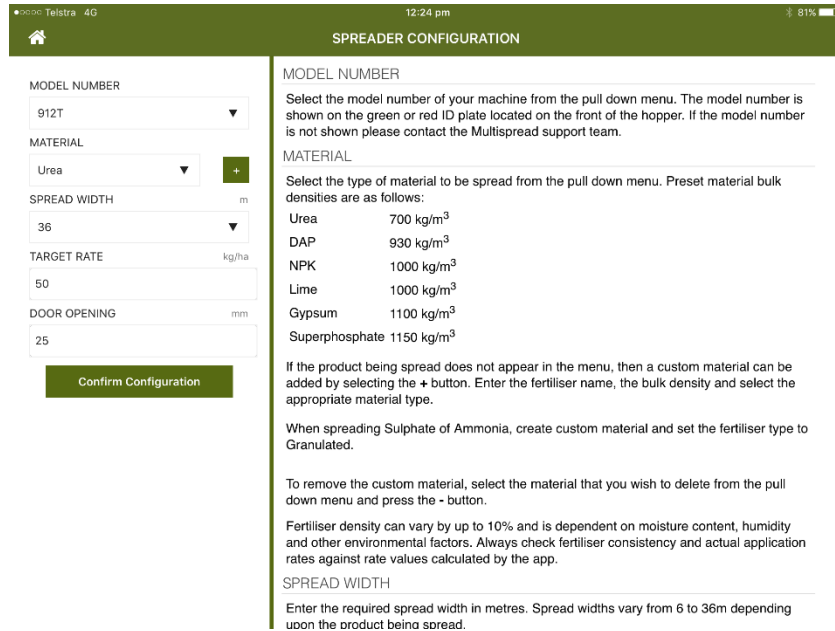 Telstra 4G 12:24 pm 81%
SPREADER CONFIGURATION
MODEL NUMBER
912T
MATERIAL
Urea
+
SPREAD WIDTH m
36
TARGET RATE kg/ha
50
DOOR OPENING mm
25
Confirm Configuration
MODEL NUMBER
Select the model number of your machine from the pull down menu. The model number is
shown on the green or red ID plate located on the front of the hopper. If the model number
is not shown please contact the Multispread support team.
MATERIAL
Select the type of material to be spread from the pull down menu. Preset material bulk
densities are as follows:
Urea 700 kg/m³
DAP 930 kg/m³
NPK 1000 kg/m³
Lime 1000 kg/m³
Gypsum 1100 kg/m³
Superphosphate 1150 kg/m³
If the product being spread does not appear in the menu, then a custom material can be
added by selecting the + button. Enter the fertiliser name, the bulk density and select the
appropriate material type.
When spreading Sulphate of Ammonia, create custom material and set the fertiliser type to
Granulated.
To remove the custom material, select the material that you wish to delete from the pull
down menu and press the - button.
Fertiliser density can vary by up to 10% and is dependent on moisture content, humidity
and other environmental factors. Always check fertiliser consistency and actual application
rates against rate values calculated by the app.
SPREAD WIDTH
Enter the required spread width in metres. Spread widths vary from 6 to 36m depending
upon the product being spread.